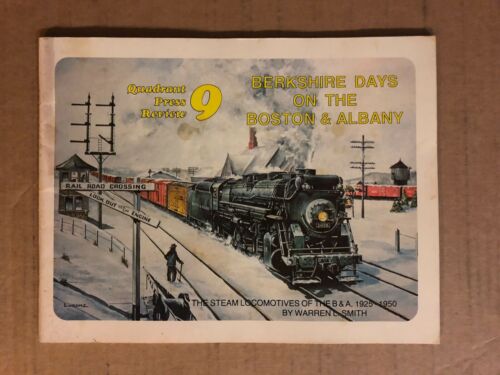 Quadrant
Press
Review 9
BERKSHIRE DAYS
ON THE
BOSTON & ALBANY
RAIL ROAD CROSSING
LOOK OUT FOR THE ENGINE
THE STEAM LOCOMOTIVES OF THE B & A. 1925-1950
BY WARREN L. SMITH